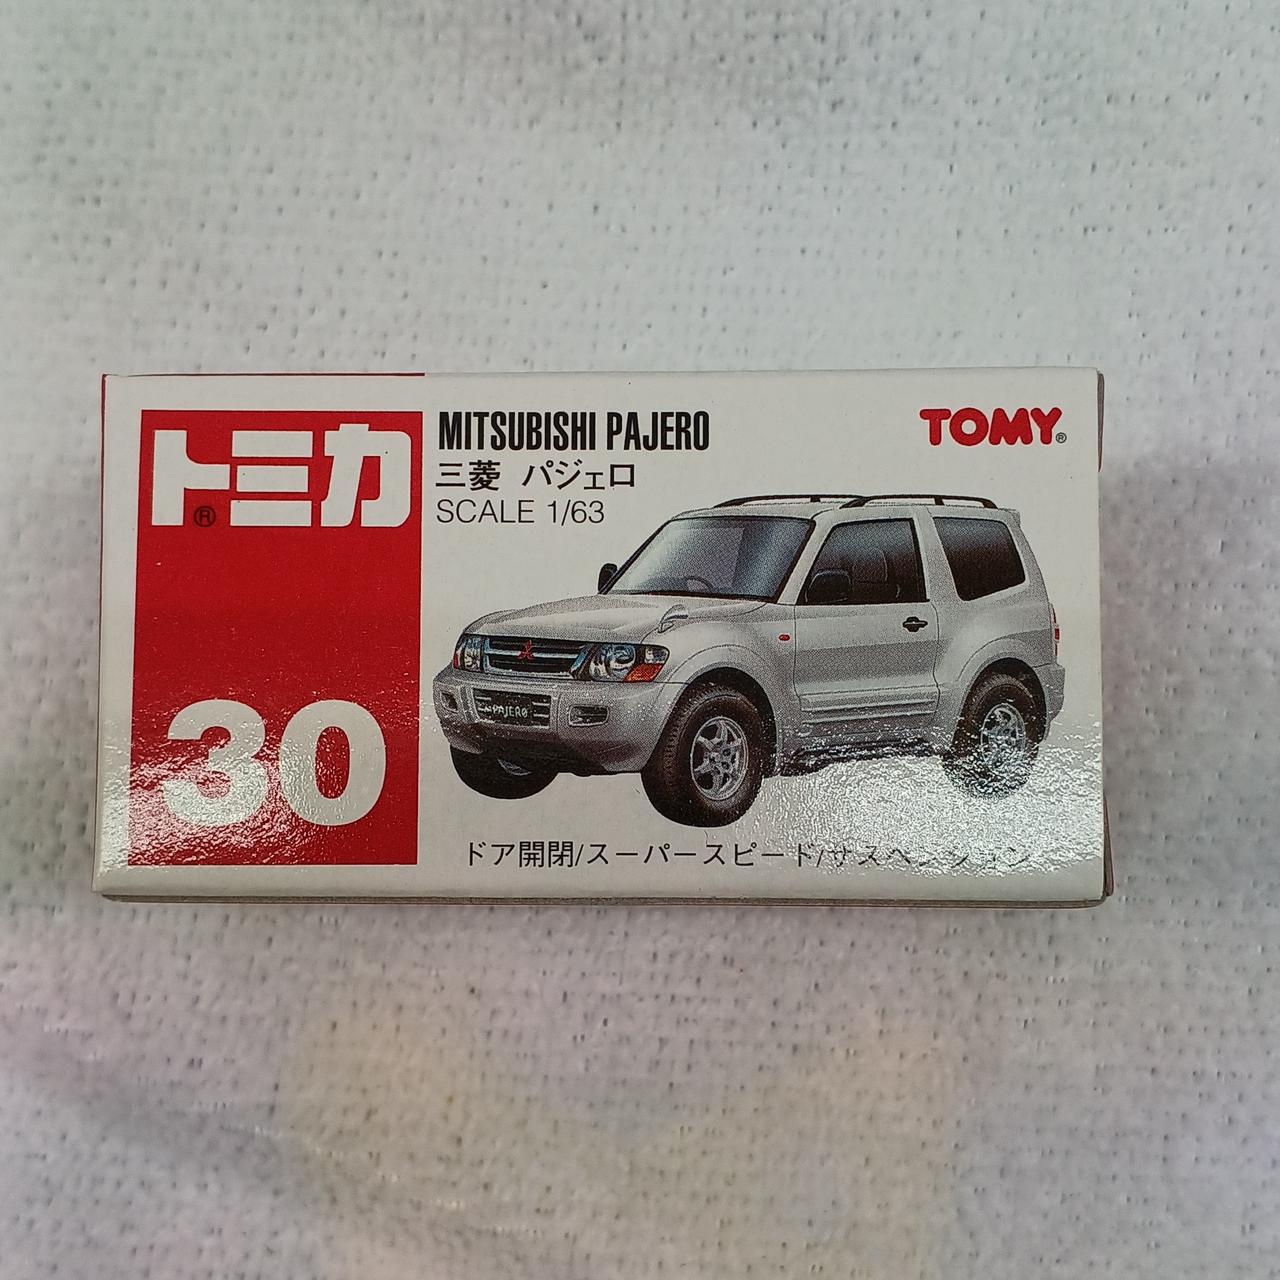 トミカ®
30
MITSUBISHI PAJERO
三菱 パジェロ
SCALE 1/63
TOMY®
PAJERO
ドア開閉/スーパースピード/サスペンション